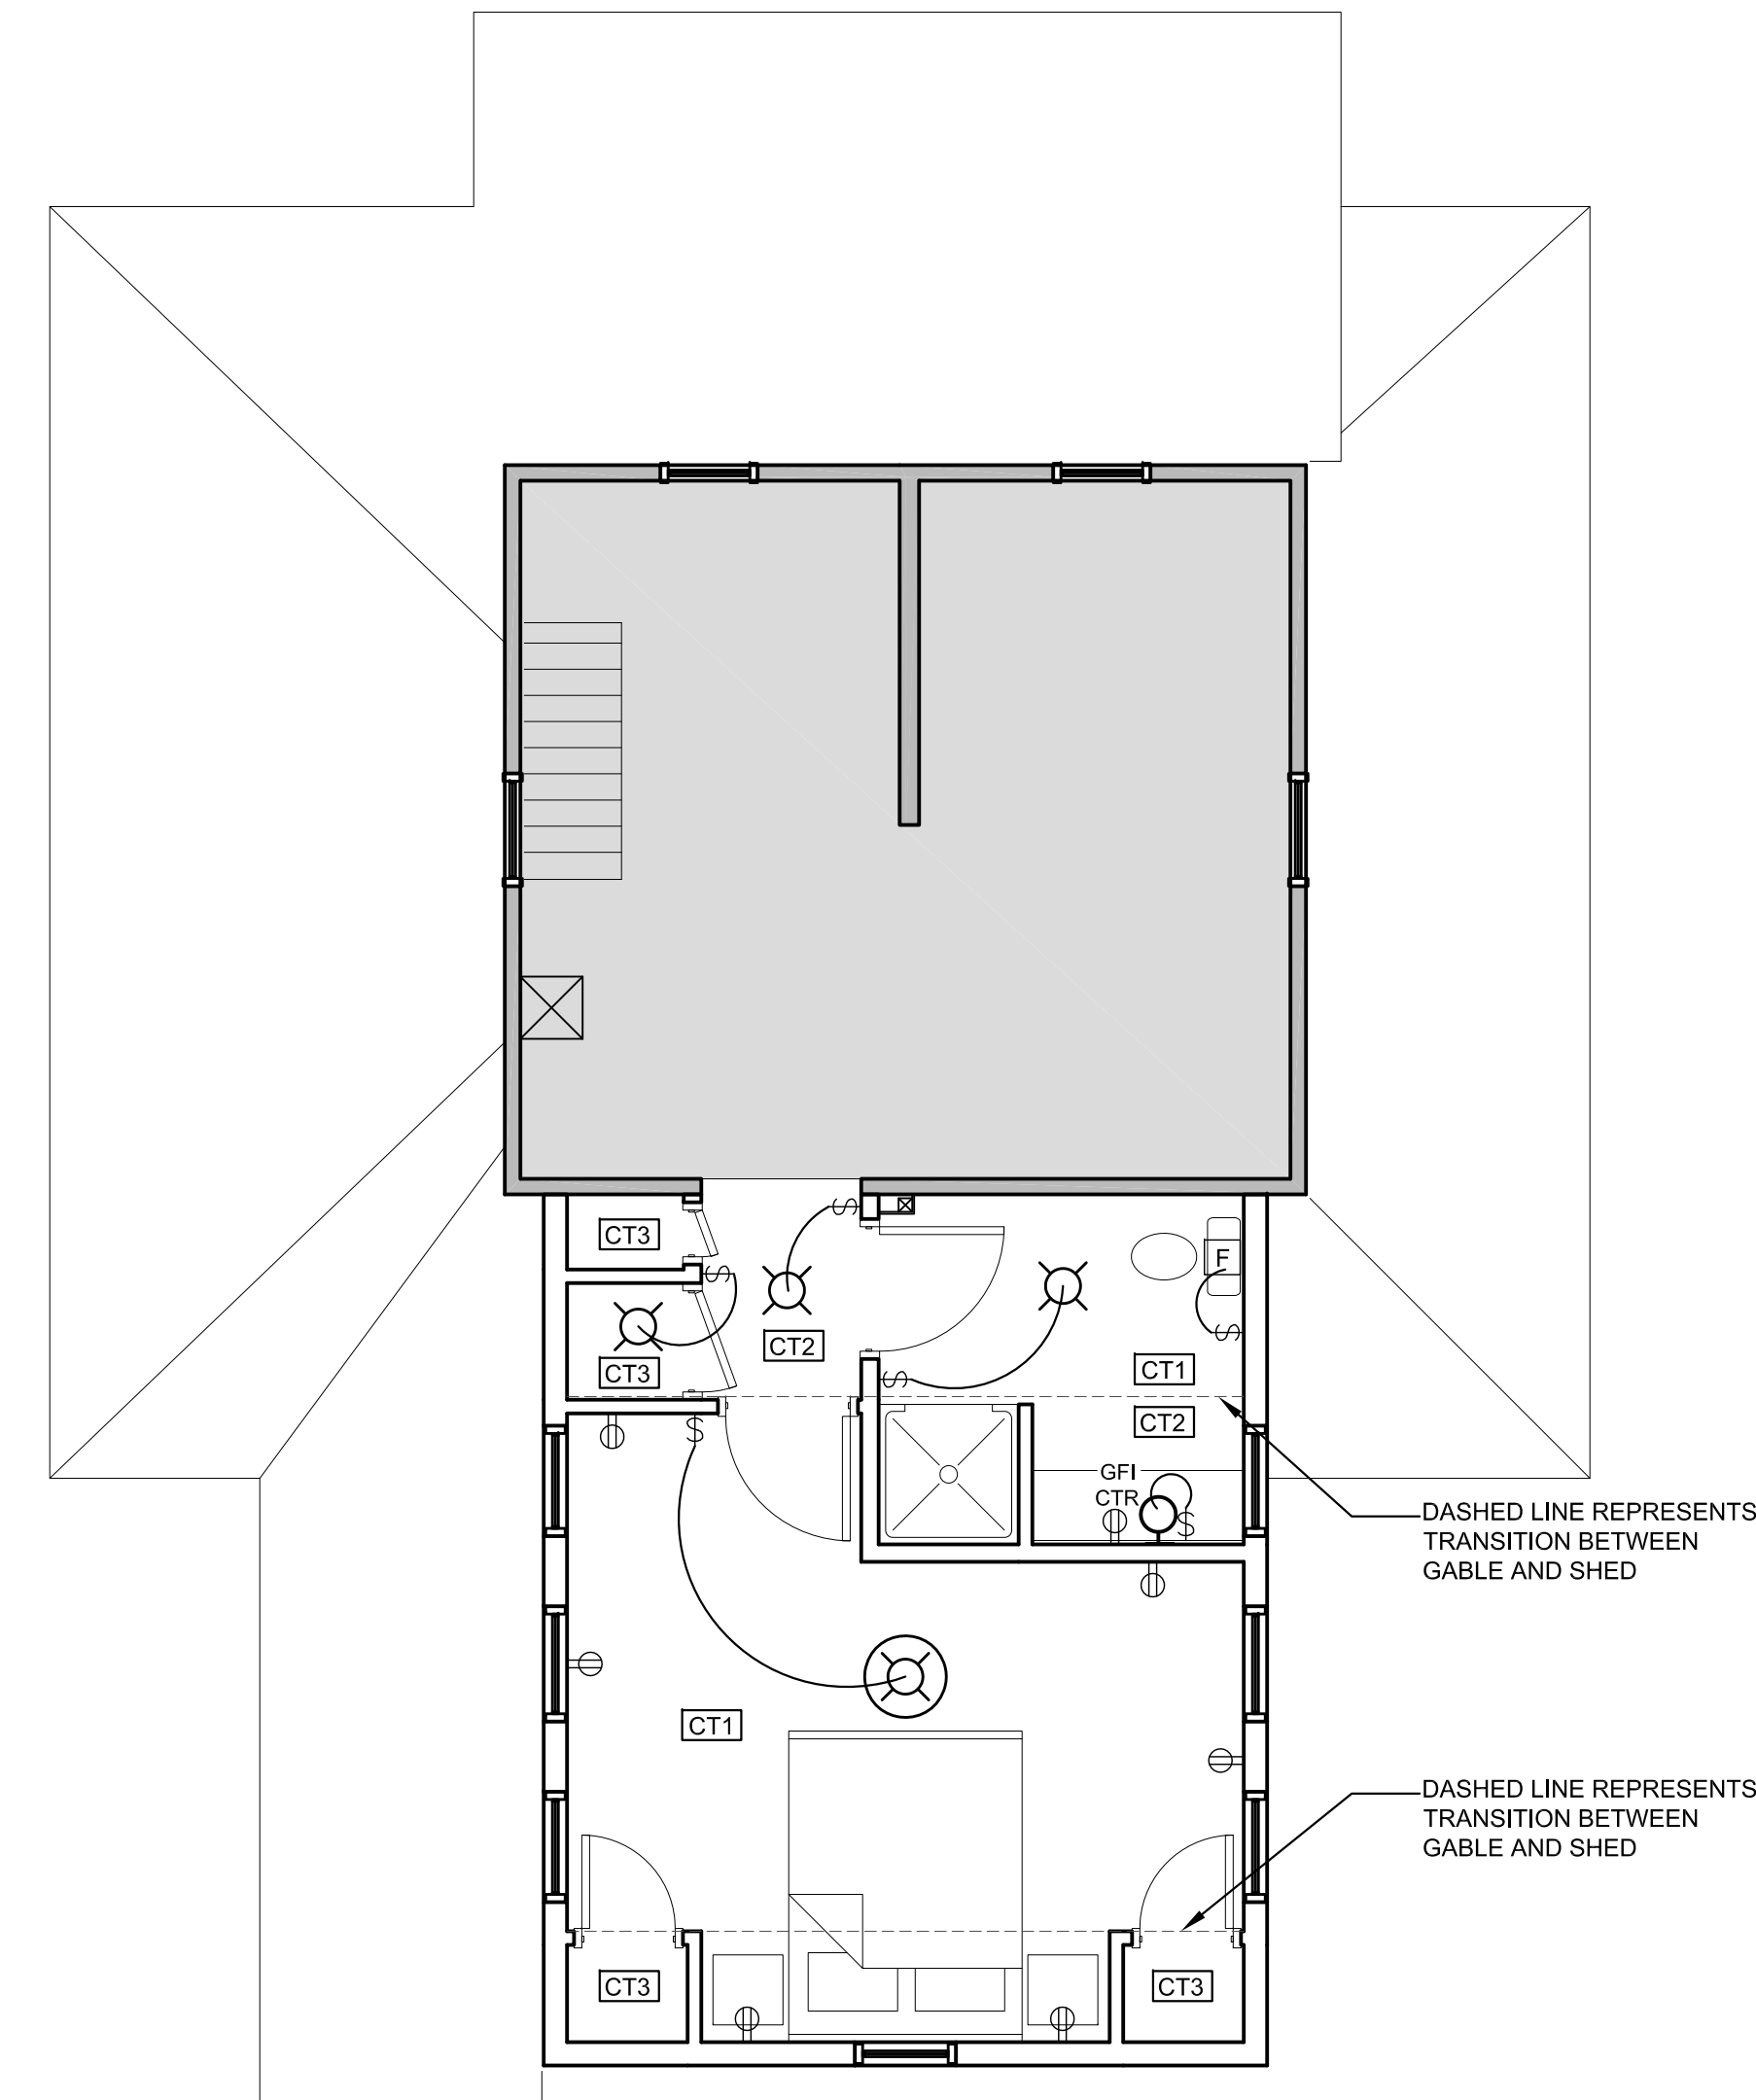 CT3
F
CT2
CT3
CT1
CT2
GFI
CTR
DASHED LINE REPRESENTS
TRANSITION BETWEEN
GABLE AND SHED
CT1
DASHED LINE REPRESENTS
TRANSITION BETWEEN
GABLE AND SHED
CT3
CT3